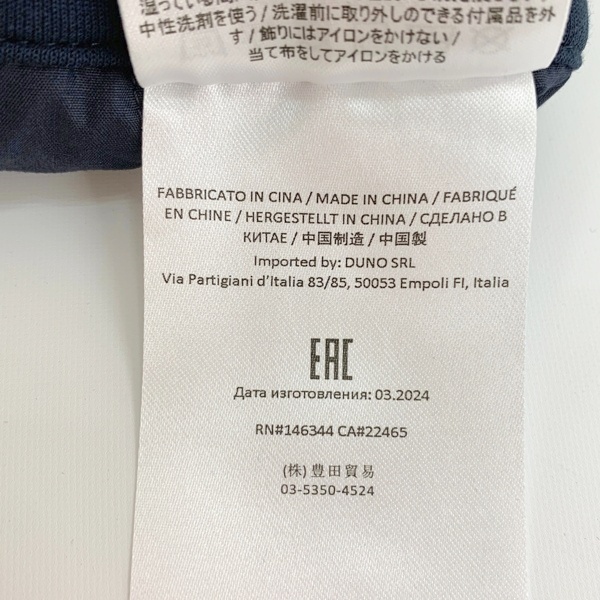 中性洗剤を使う / 洗濯前に取り外しのできる付属品を外
す / 飾りにはアイロンをかけない /
当て布をしてアイロンをかける
FABBRICATO IN CINA / MADE IN CHINA / FABRIQUÉ
EN CHINE / HERGESTELLT IN CHINA / СДЕЛАНО В
КИТАЕ / 中国制造 / 中国製
Imported by: DUNO SRL
Via Partigiani d'Italia 83/85, 50053 Empoli FI, Italia
EAC
Дата изготовления: 03.2024
RN#146344 CA#22465
(株) 豊田貿易
03-5350-4524